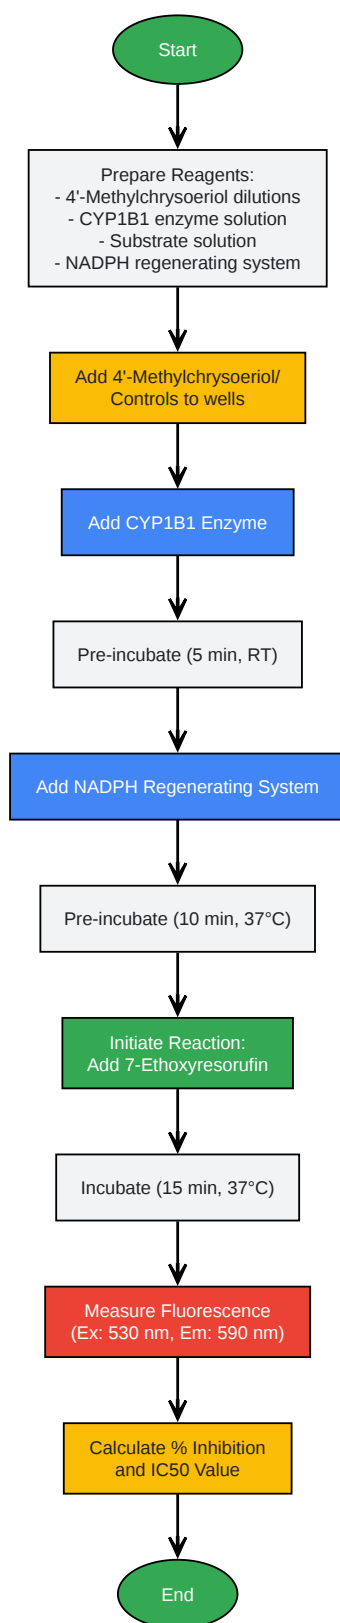 Start
Prepare Reagents:
- 4'-Methylchrysoeriol dilutions
- CYP1B1 enzyme solution
- Substrate solution
- NADPH regenerating system
Add 4'-Methylchrysoeriol/
Controls to wells
Add CYP1B1 Enzyme
Pre-incubate (5 min, RT)
Add NADPH Regenerating System
Pre-incubate (10 min, 37°C)
Initiate Reaction:
Add 7-Ethoxyresorufin
Incubate (15 min, 37°C)
Measure Fluorescence
(Ex: 530 nm, Em: 590 nm)
Calculate % Inhibition
and IC50 Value
End